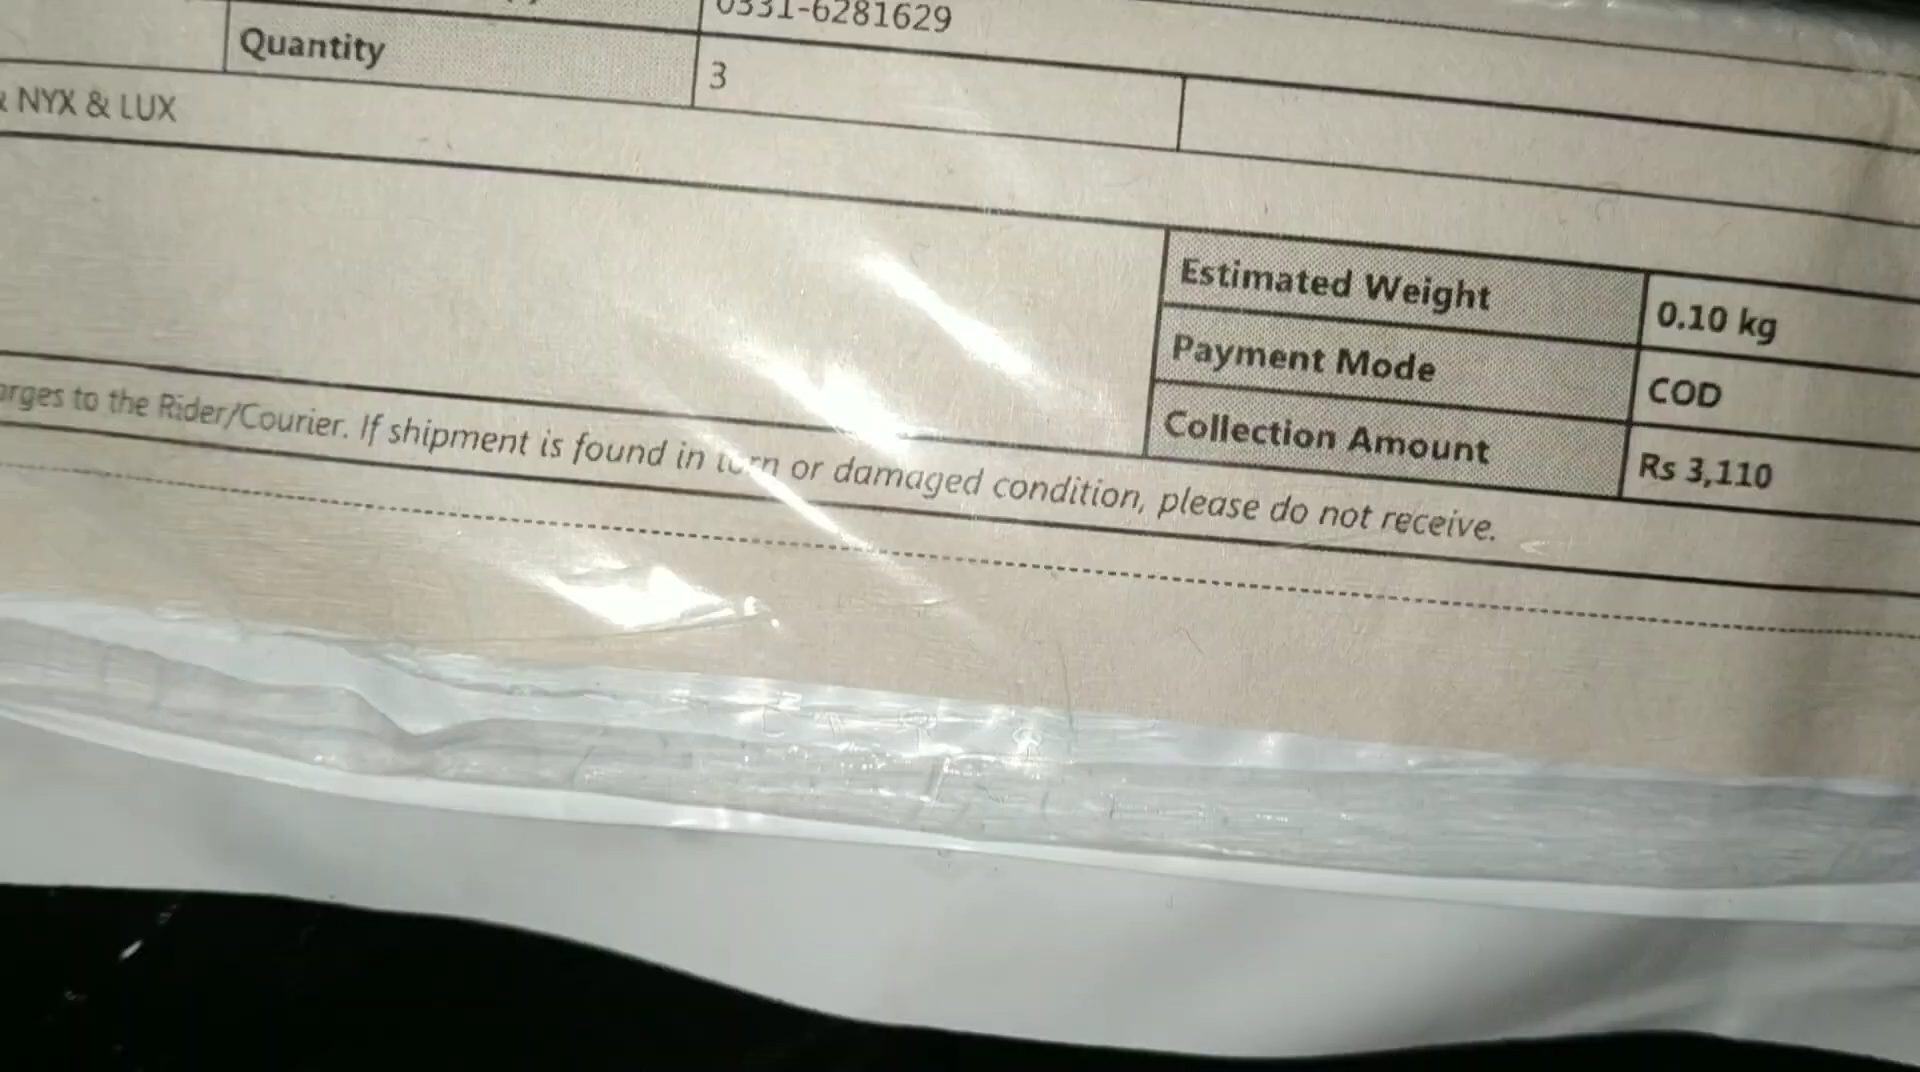 0331-6281629
Quantity
3
& NYX & LUX
Estimated Weight
0.10 kg
Payment Mode
COD
Collection Amount
Rs 3,110
to the Rider/Courier. If shipment is found in torn or damaged condition, please do not receive.